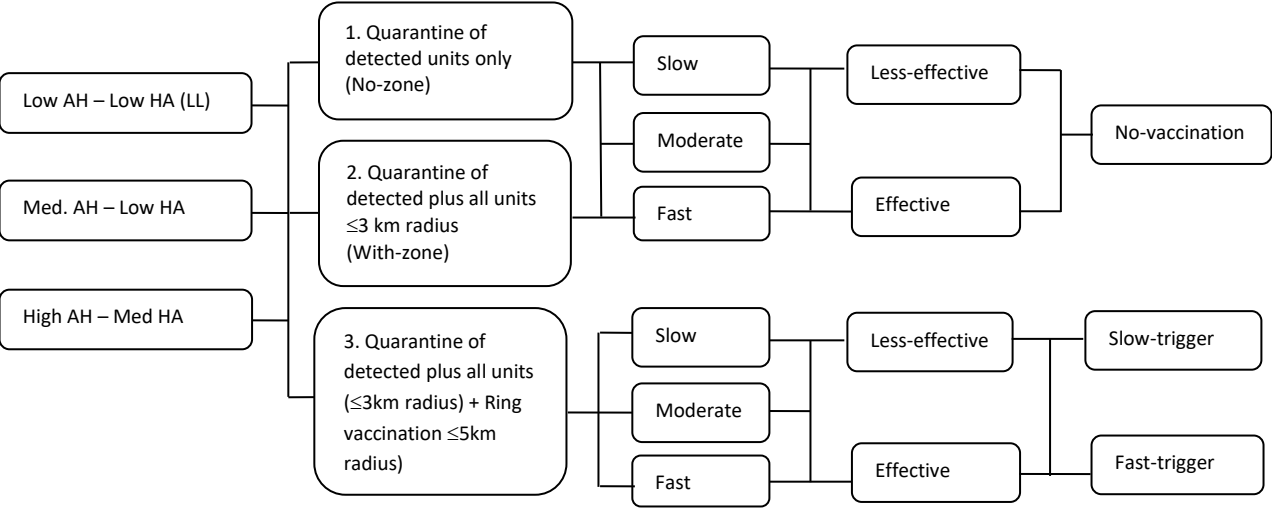 Low AH – Low HA (LL)
Med. AH – Low HA
High AH – Med HA
1. Quarantine of
detected units only
(No-zone)
2. Quarantine of
detected plus all units
≤3 km radius
(With-zone)
3. Quarantine of
detected plus all units
(≤3km radius) + Ring
vaccination ≤5km
radius)
Slow
Moderate
Fast
Less-effective
Effective
No-vaccination
Slow
Moderate
Fast
Less-effective
Effective
Slow-trigger
Fast-trigger